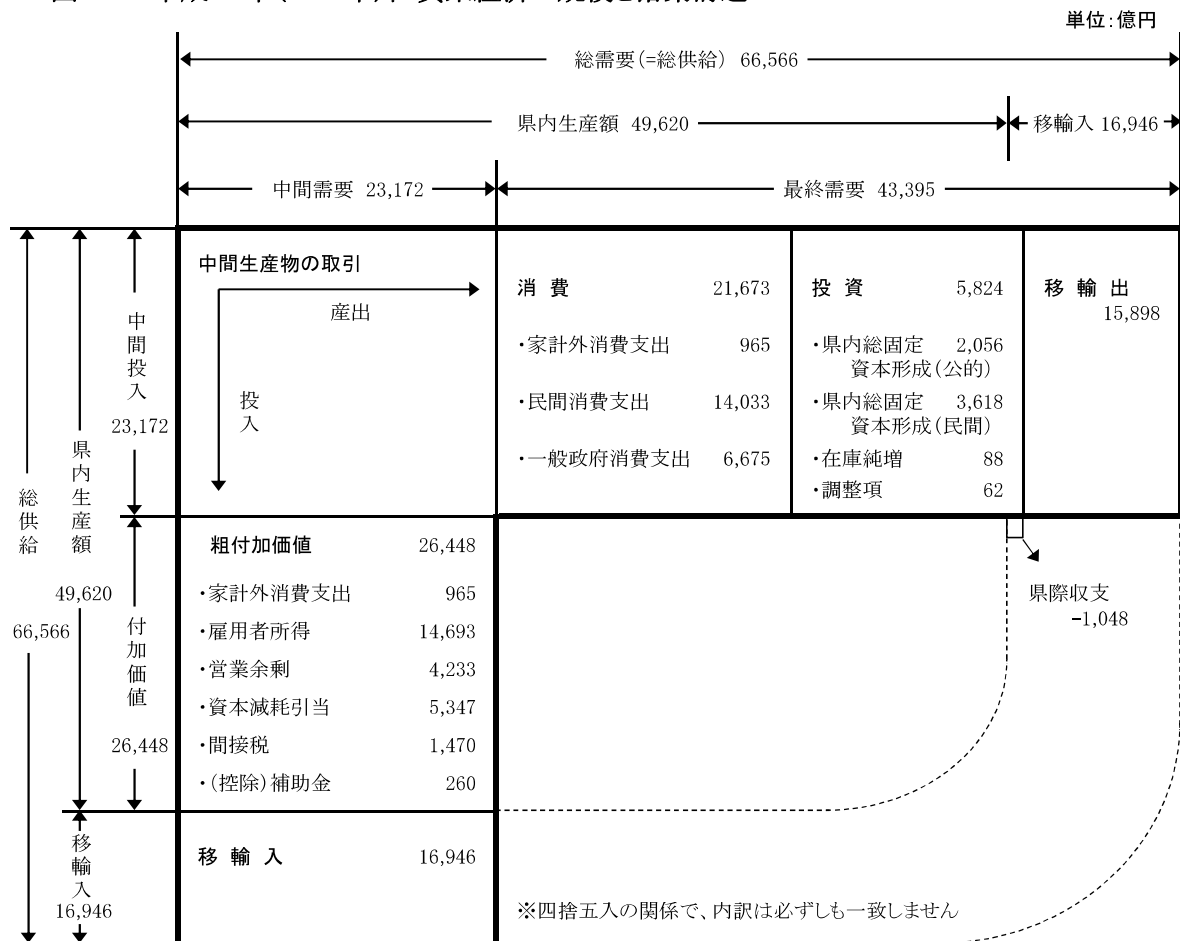 単位：億円
総需要（＝総供給） 66,566
県内生産額 49,620
移輸入 16,946
中間需要 23,172
最終需要 43,395
中間生産物の取引
産出
投入
消 費 21,673
・家計外消費支出 965
・民間消費支出 14,033
・一般政府消費支出 6,675
投 資 5,824
・県内総固定 2,056
資本形成（公的）
・県内総固定 3,618
資本形成（民間）
・在庫純増 88
・調整項 62
移 輸 出
15,898
中間投入
23,172
県内生産額
49,620
総供給
66,566
付加価値
26,448
移輸入
16,946
粗付加価値 26,448
・家計外消費支出 965
・雇用者所得 14,693
・営業余剰 4,233
・資本減耗引当 5,347
・間接税 1,470
・（控除）補助金 260
県際収支
−1,048
移 輸 入 16,946
※四捨五入の関係で、内訳は必ずしも一致しません